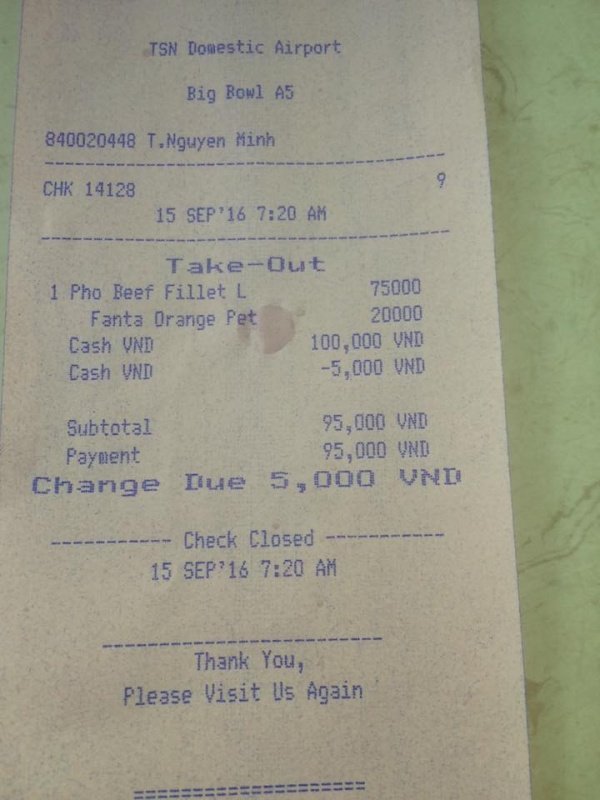 TSN Domestic Airport
Big Bowl A5
840020448 T.Nguyen Minh
CHK 14128 9
15 SEP'16 7:20 AM
Take-Out
1 Pho Beef Fillet L 75000
Fanta Orange Pet 20000
Cash VND 100,000 VND
Cash VND -5,000 VND
Subtotal 95,000 VND
Payment 95,000 VND
Change Due 5,000 VND
----------- Check Closed -----------
15 SEP'16 7:20 AM
Thank You,
Please Visit Us Again